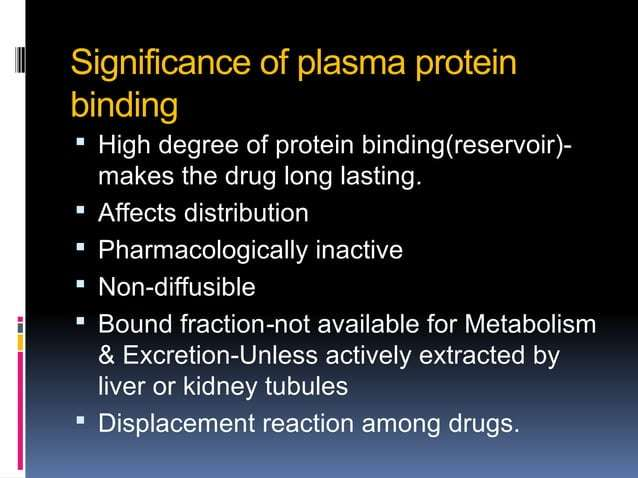 Significance of plasma protein
binding
▪ High degree of protein binding(reservoir)-
makes the drug long lasting.
▪ Affects distribution
▪ Pharmacologically inactive
▪ Non-diffusible
▪ Bound fraction-not available for Metabolism
& Excretion-Unless actively extracted by
liver or kidney tubules
▪ Displacement reaction among drugs.